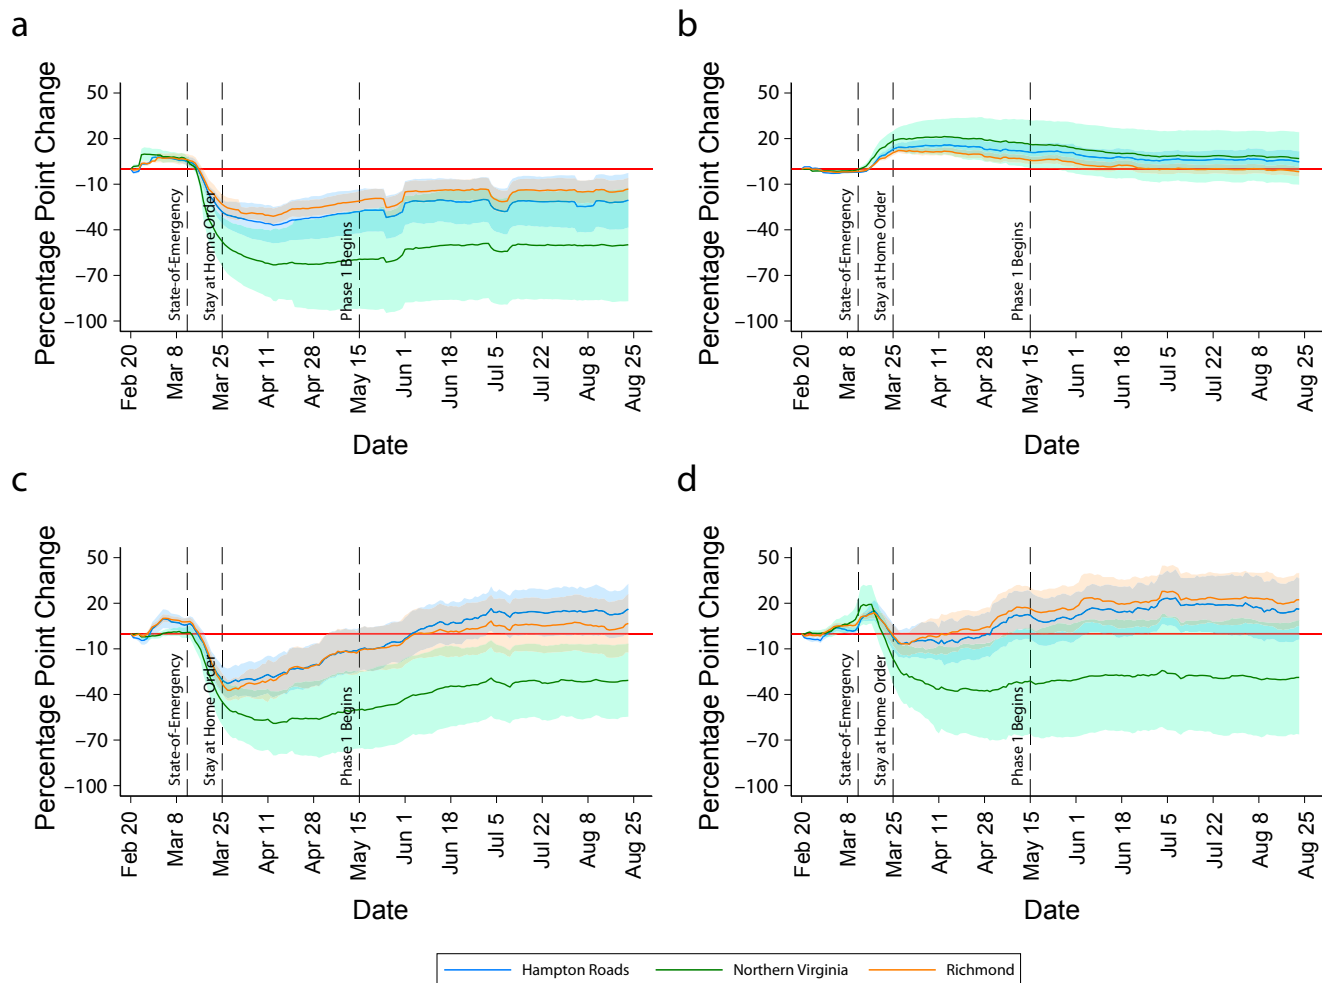 a
Percentage Point Change
50
20
−10
−40
−70
−100
State-of-Emergency
Stay at Home Order
Phase 1 Begins
Feb 20
Mar 8
Mar 25
Apr 11
Apr 28
May 15
Jun 1
Jun 18
Jul 5
Jul 22
Aug 8
Aug 25
Date
b
Percentage Point Change
50
20
−10
−40
−70
−100
State-of-Emergency
Stay at Home Order
Phase 1 Begins
Feb 20
Mar 8
Mar 25
Apr 11
Apr 28
May 15
Jun 1
Jun 18
Jul 5
Jul 22
Aug 8
Aug 25
Date
c
Percentage Point Change
50
20
−10
−40
−70
−100
State-of-Emergency
Stay at Home Order
Phase 1 Begins
Feb 20
Mar 8
Mar 25
Apr 11
Apr 28
May 15
Jun 1
Jun 18
Jul 5
Jul 22
Aug 8
Aug 25
Date
d
Percentage Point Change
50
20
−10
−40
−70
−100
State-of-Emergency
Stay at Home Order
Phase 1 Begins
Feb 20
Mar 8
Mar 25
Apr 11
Apr 28
May 15
Jun 1
Jun 18
Jul 5
Jul 22
Aug 8
Aug 25
Date
Hampton Roads
Northern Virginia
Richmond